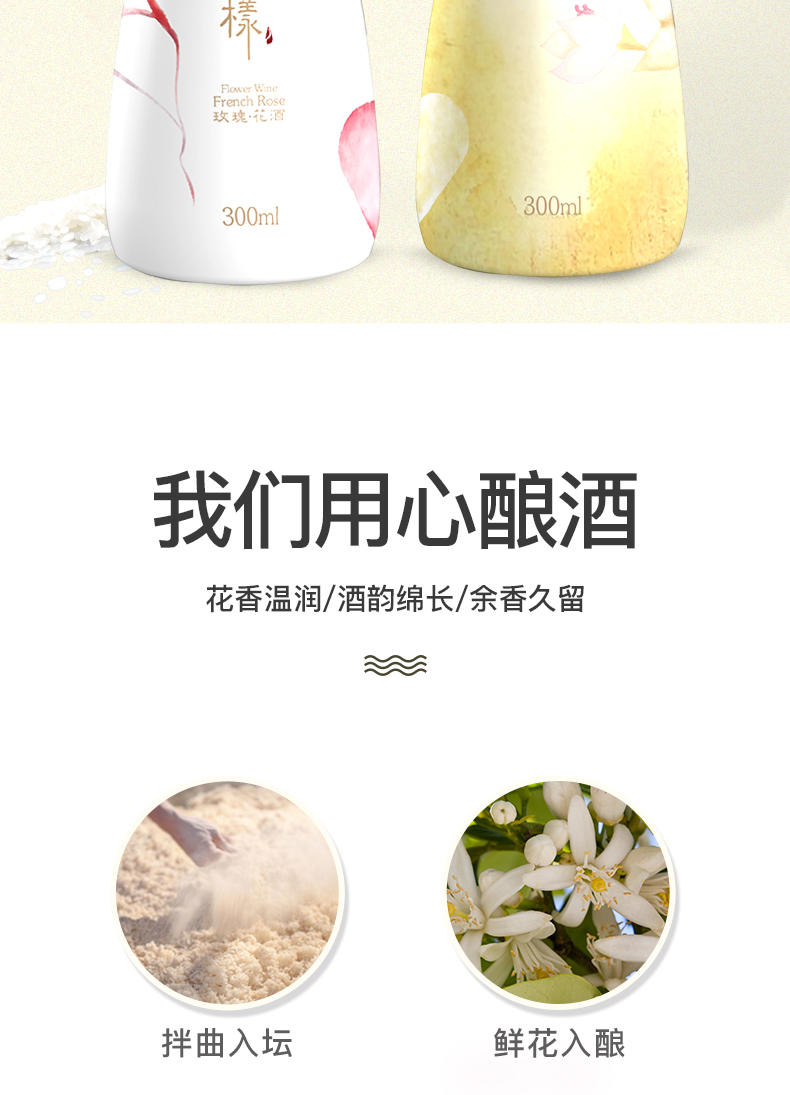 樣
Flower Wine
French Rose
玫瑰·花酒
300ml
300ml
我们用心酿酒
花香温润/酒韵绵长/余香久留
拌曲入坛
鲜花入酿